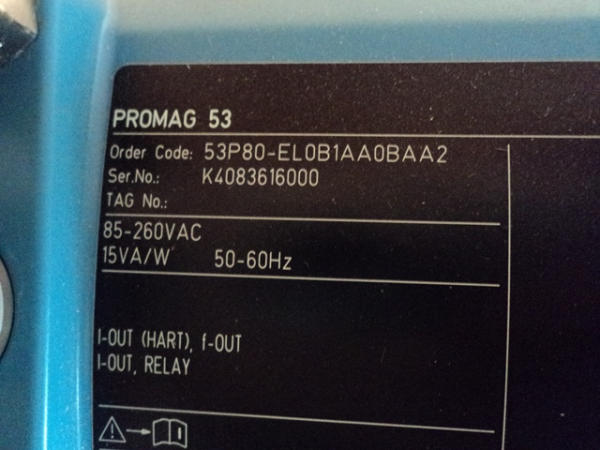 PROMAG 53
Order Code: 53P80-EL0B1AA0BAA2
Ser.No.: K4083616000
TAG No.:
85-260VAC
15VA/W 50-60Hz
I-OUT (HART), f-OUT
I-OUT, RELAY